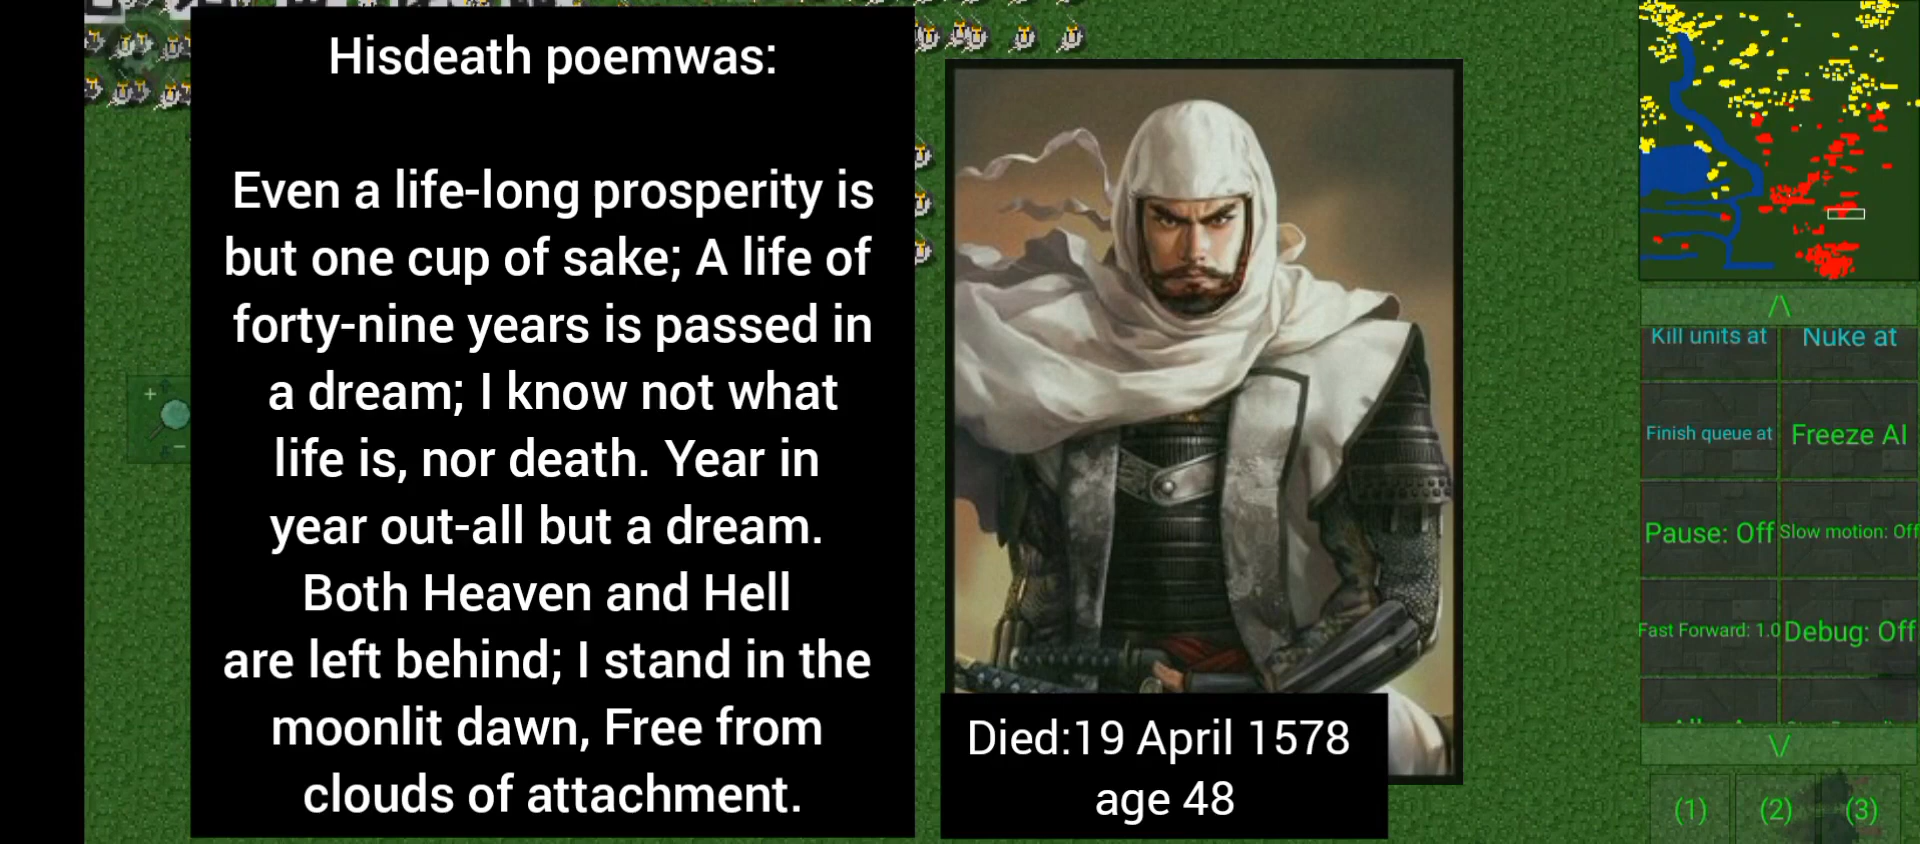 Hisdeath poemwas:
Even a life-long prosperity is
but one cup of sake; A life of
forty-nine years is passed in
a dream; I know not what
life is, nor death. Year in
year out-all but a dream.
Both Heaven and Hell
are left behind; I stand in the
moonlit dawn, Free from
clouds of attachment.
Died:19 April 1578
age 48
/\
Kill units at
Nuke at
Finish queue at
Freeze AI
Pause: Off
Slow motion: Off
Fast Forward: 1.0
Debug: Off
\/
(1)
(2)
(3)